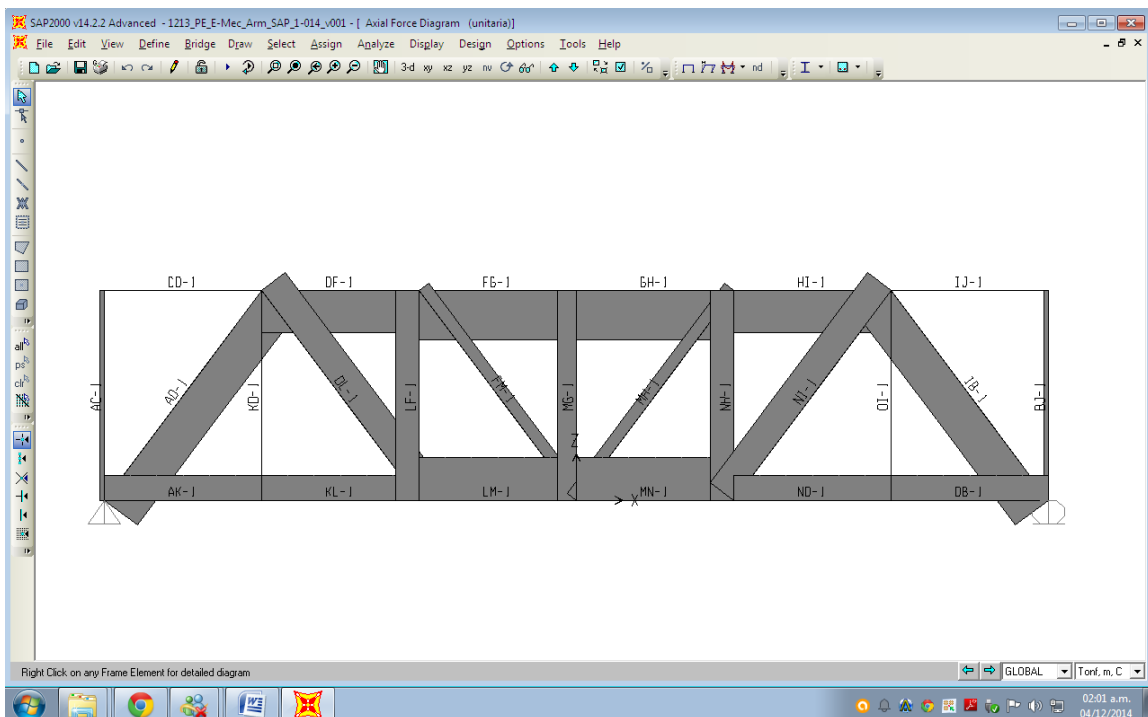 SAP2000 v14.2.2 Advanced - 1213_PE_E-Mec_Arm_SAP_1-014_v001 - [ Axial Force Diagram (unitaria)]
File Edit View Define Bridge Draw Select Assign Analyze Display Design Options Tools Help
3-d xy xz yz nv nd
all
ps
clr
CD-1 DF-1 FG-1 GH-1 HI-1 IJ-1
AC-1 AD-1 KD-1 DL-1 LF-1 FM-1 MG-1 MH-1 NH-1 NI-1 OI-1 IB-1 BJ-1
Z
AK-1 KL-1 LM-1 X MN-1 NO-1 OB-1
Right Click on any Frame Element for detailed diagram
GLOBAL Tonf, m, C
02:01 a.m.
04/12/2014